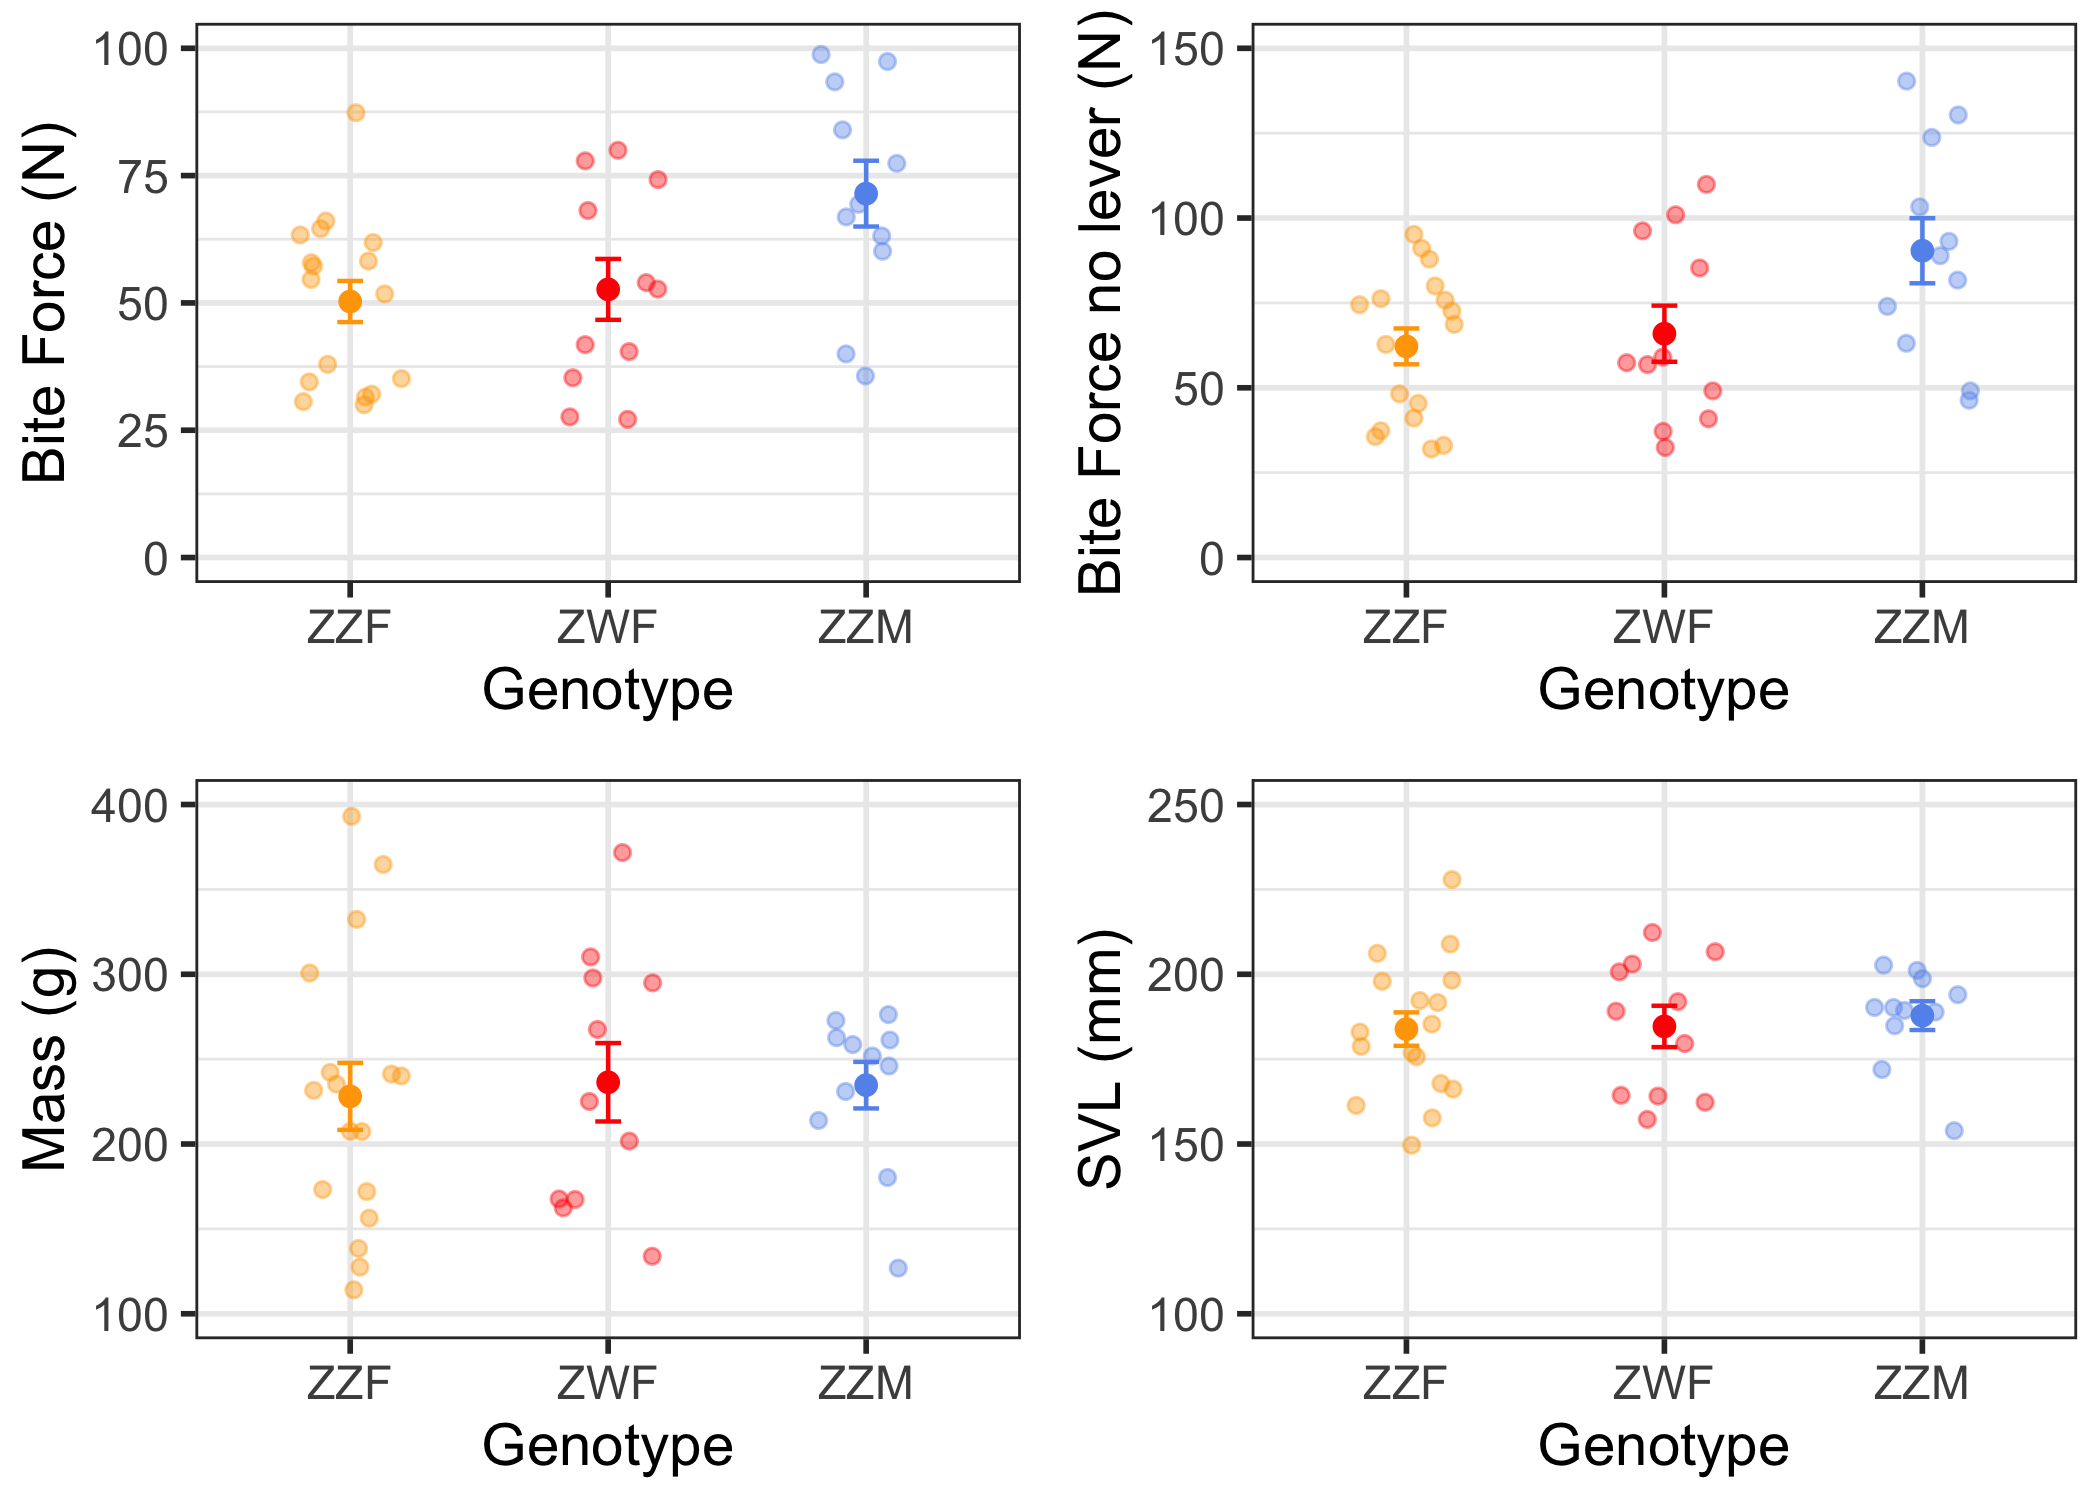 Bite Force (N)
100
75
50
25
0
ZZF ZWF ZZM
Genotype
Bite Force no lever (N)
150
100
50
0
ZZF ZWF ZZM
Genotype
Mass (g)
400
300
200
100
ZZF ZWF ZZM
Genotype
SVL (mm)
250
200
150
100
ZZF ZWF ZZM
Genotype